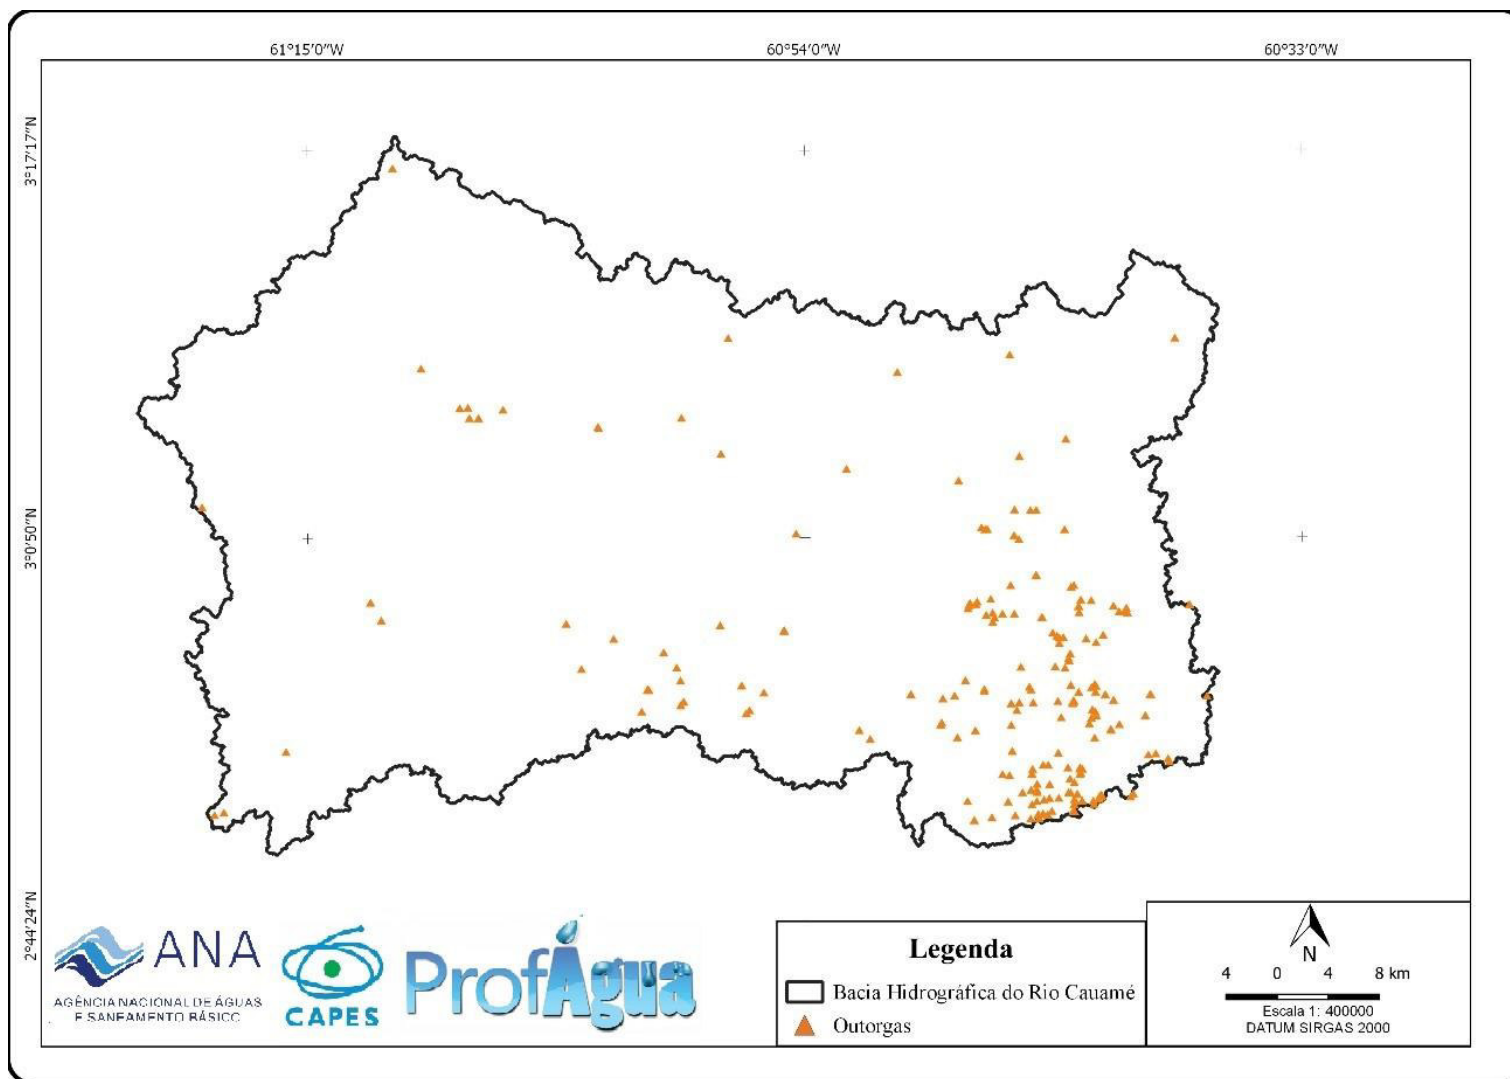 61°15'0"W 60°54'0"W 60°33'0"W
3°17'17"N
3°0'50"N
2°44'24"N
ANA
AGÊNCIA NACIONAL DE ÁGUAS
E SANEAMENTO BÁSICO
CAPES
ProfÁgua
Legenda
Bacia Hidrográfica do Rio Cauamé
Outorgas
N
4 0 4 8 km
Escala 1: 400000
DATUM SIRGAS 2000